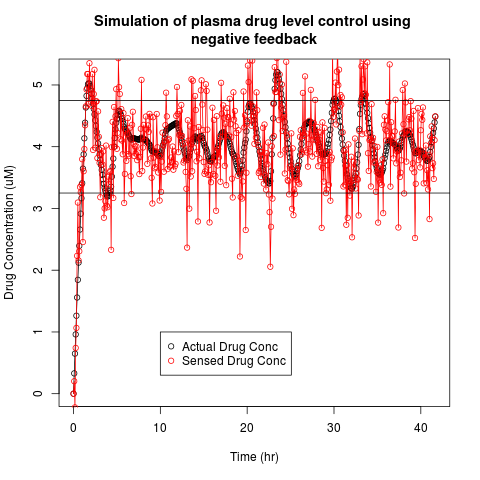 Simulation of plasma drug level control using
negative feedback
Drug Concentration (uM)
5
4
3
2
1
0
Actual Drug Conc
Sensed Drug Conc
0 10 20 30 40
Time (hr)